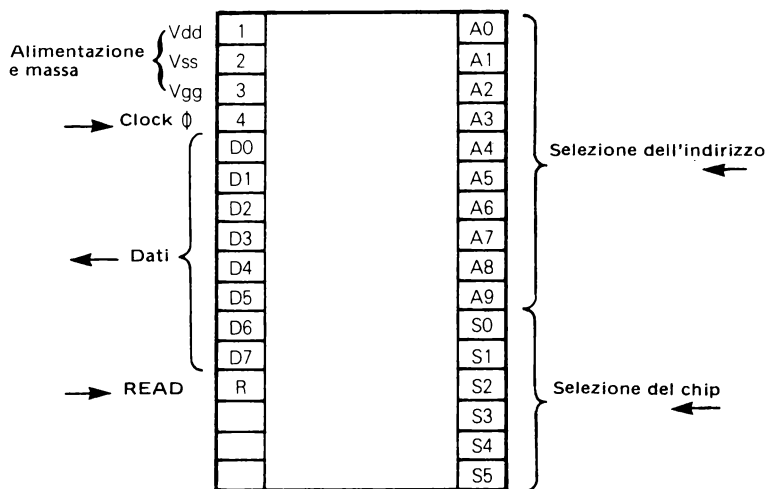 Alimentazione
e massa
Vdd
Vss
Vgg
Clock ϕ
Dati
READ
1
2
3
4
D0
D1
D2
D3
D4
D5
D6
D7
R
A0
A1
A2
A3
A4
A5
A6
A7
A8
A9
S0
S1
S2
S3
S4
S5
Selezione dell'indirizzo
Selezione del chip